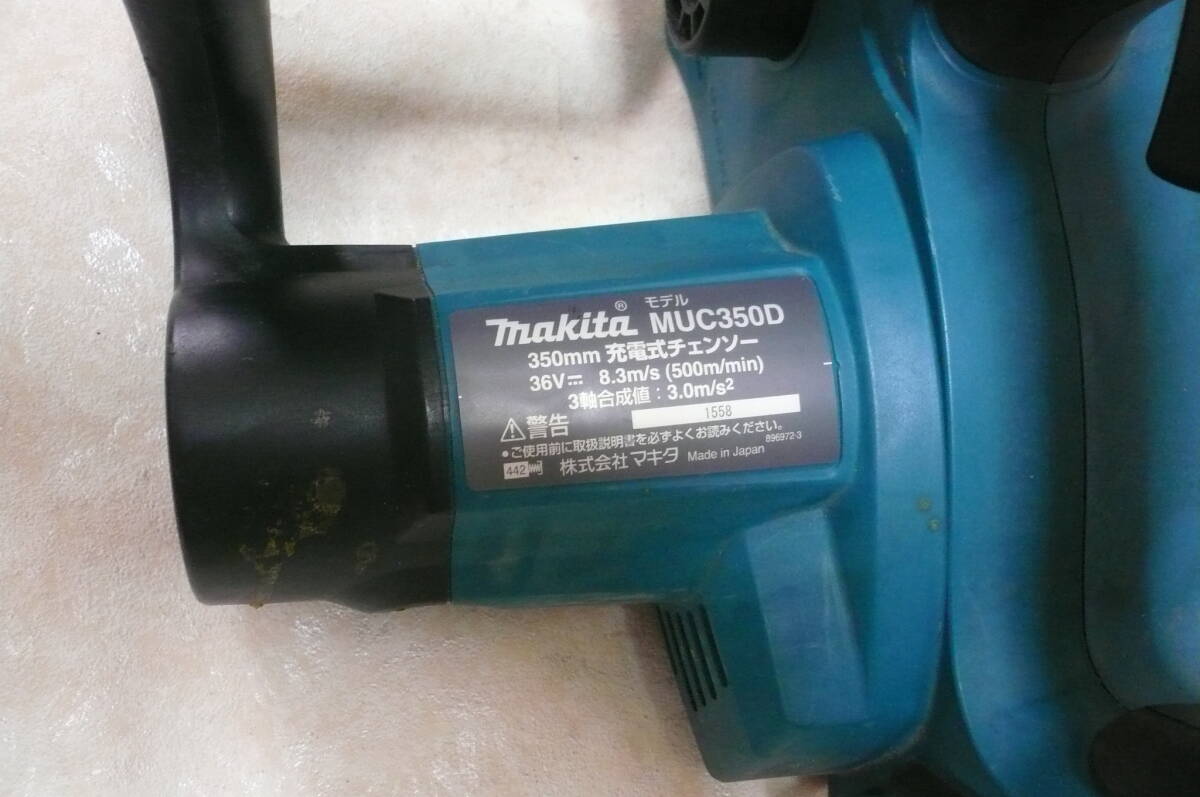 makita® モデル MUC350D
350mm 充電式チェンソー
36V⎓ 8.3m/s (500m/min)
3軸合成値：3.0m/s²
⚠警告 1558
●ご使用前に取扱説明書を必ずよくお読みください。
896972-3
442 株式会社マキタ Made in Japan